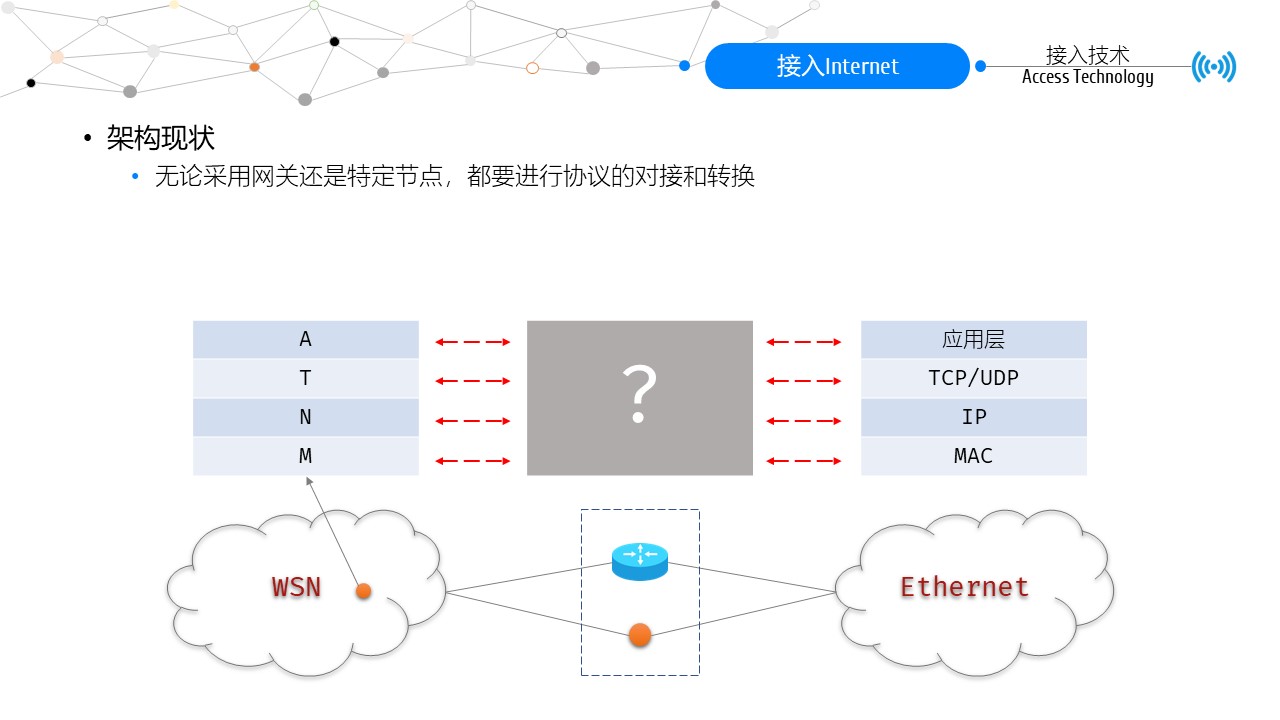 接入Internet
接入技术
Access Technology
• 架构现状
• 无论采用网关还是特定节点，都要进行协议的对接和转换
A
T
N
M
?
应用层
TCP/UDP
IP
MAC
WSN
Ethernet